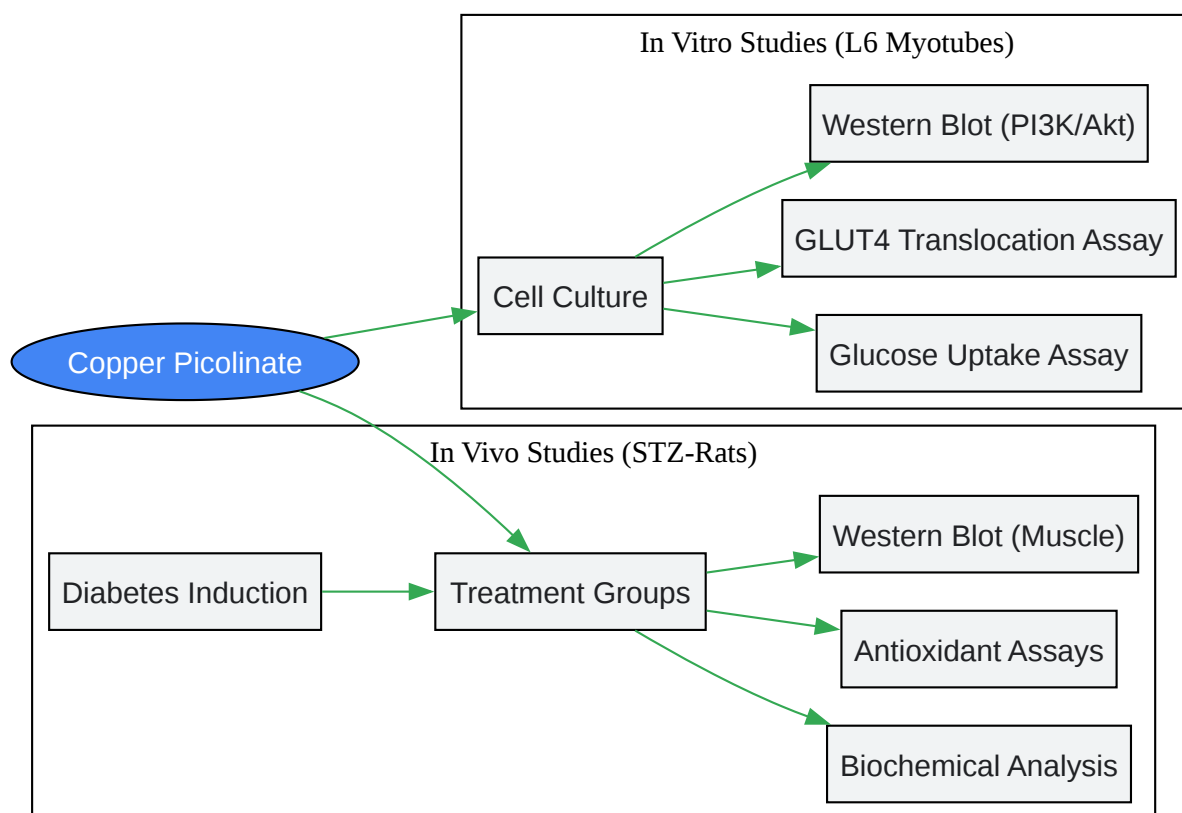 In Vitro Studies (L6 Myotubes)
Western Blot (PI3K/Akt)
GLUT4 Translocation Assay
Cell Culture
Glucose Uptake Assay
Copper Picolinate
In Vivo Studies (STZ-Rats)
Western Blot (Muscle)
Diabetes Induction
Treatment Groups
Antioxidant Assays
Biochemical Analysis